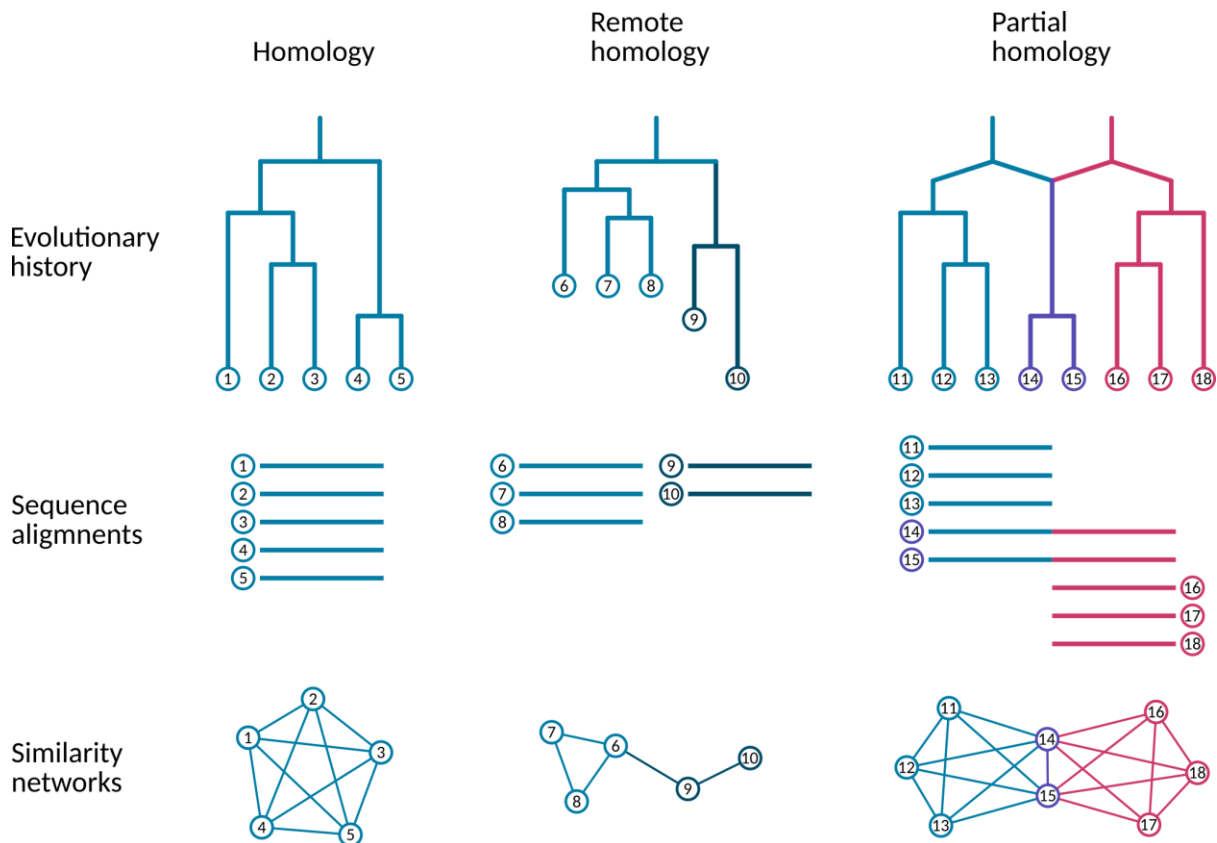 Homology
Remote
homology
Partial
homology
Evolutionary
history
1 2 3 4 5
6 7 8
9
10
11 12 13 14 15 16 17 18
Sequence
aligmnents
1
2
3
4
5
6
7
8
9
10
11
12
13
14
15
16
17
18
Similarity
networks
2
1
3
4
5
7
6
8
9
10
11
12
13
14
15
16
18
17